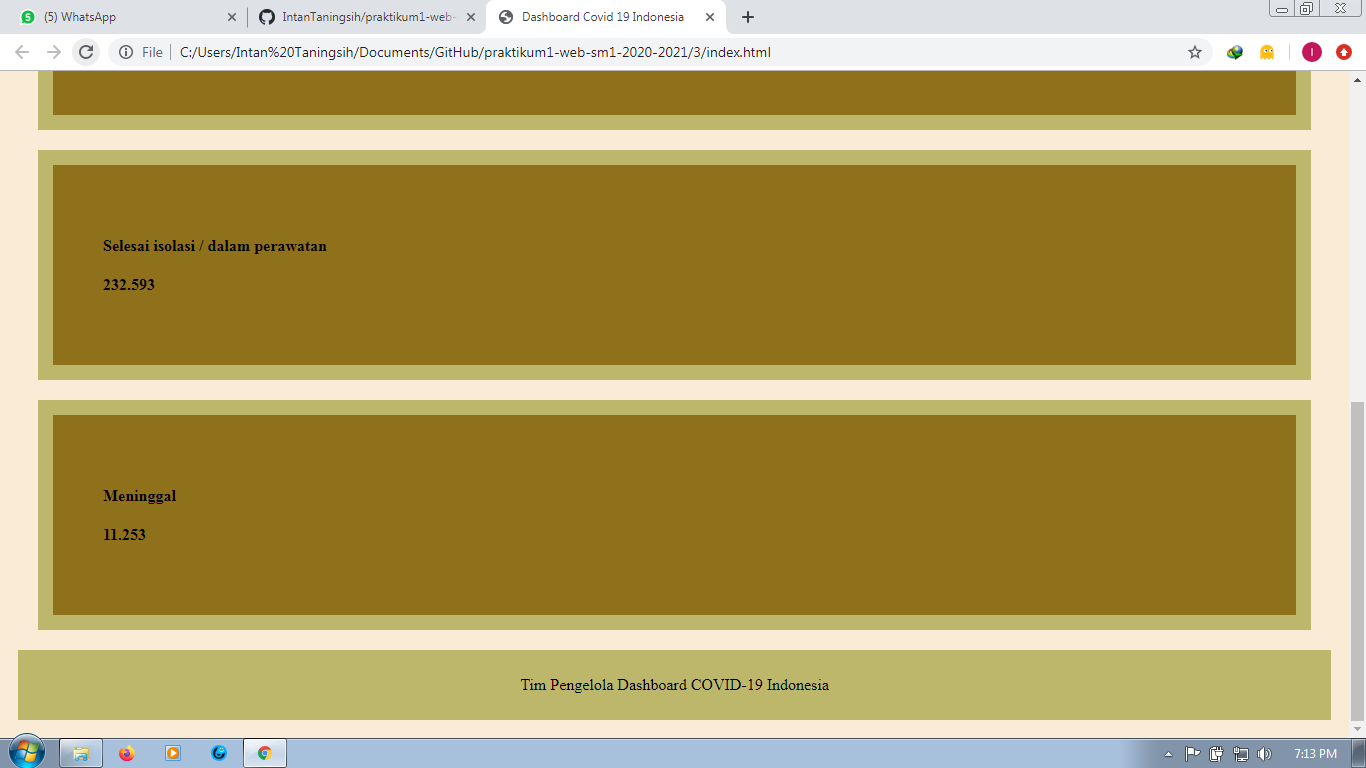 (5) WhatsApp
IntanTaningsih/praktikum1-web-
Dashboard Covid 19 Indonesia
File
C:/Users/Intan%20Taningsih/Documents/GitHub/praktikum1-web-sm1-2020-2021/3/index.html
I
Selesai isolasi / dalam perawatan
232.593
Meninggal
11.253
Tim Pengelola Dashboard COVID-19 Indonesia
7:13 PM